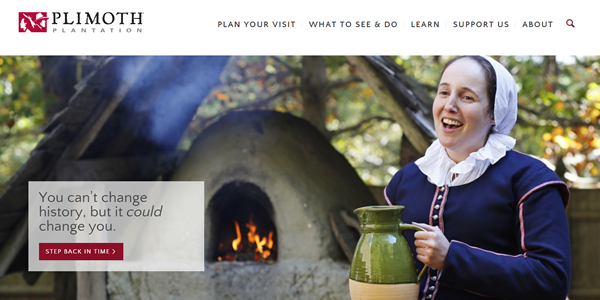 PLIMOTH
PLANTATION
PLAN YOUR VISIT WHAT TO SEE & DO LEARN SUPPORT US ABOUT
You can't change
history, but it could
change you.
STEP BACK IN TIME >